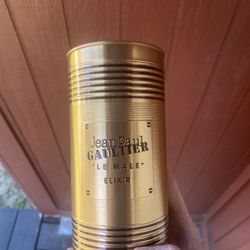 Jean Paul
GAULTIER
"LE MALE"
ELIXIR